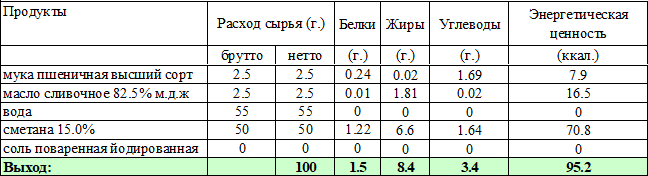 Продукты Расход сырья (г.) Белки Жиры Углеводы Энергетическая ценность
брутто нетто (г.) (г.) (г.) (ккал.)
мука пшеничная высший сорт 2.5 2.5 0.24 0.02 1.69 7.9
масло сливочное 82.5% м.д.ж 2.5 2.5 0.01 1.81 0.02 16.5
вода 55 55 0 0 0 0
сметана 15.0% 50 50 1.22 6.6 1.64 70.8
соль поваренная йодированная 0 0 0 0 0 0
Выход: 100 1.5 8.4 3.4 95.2